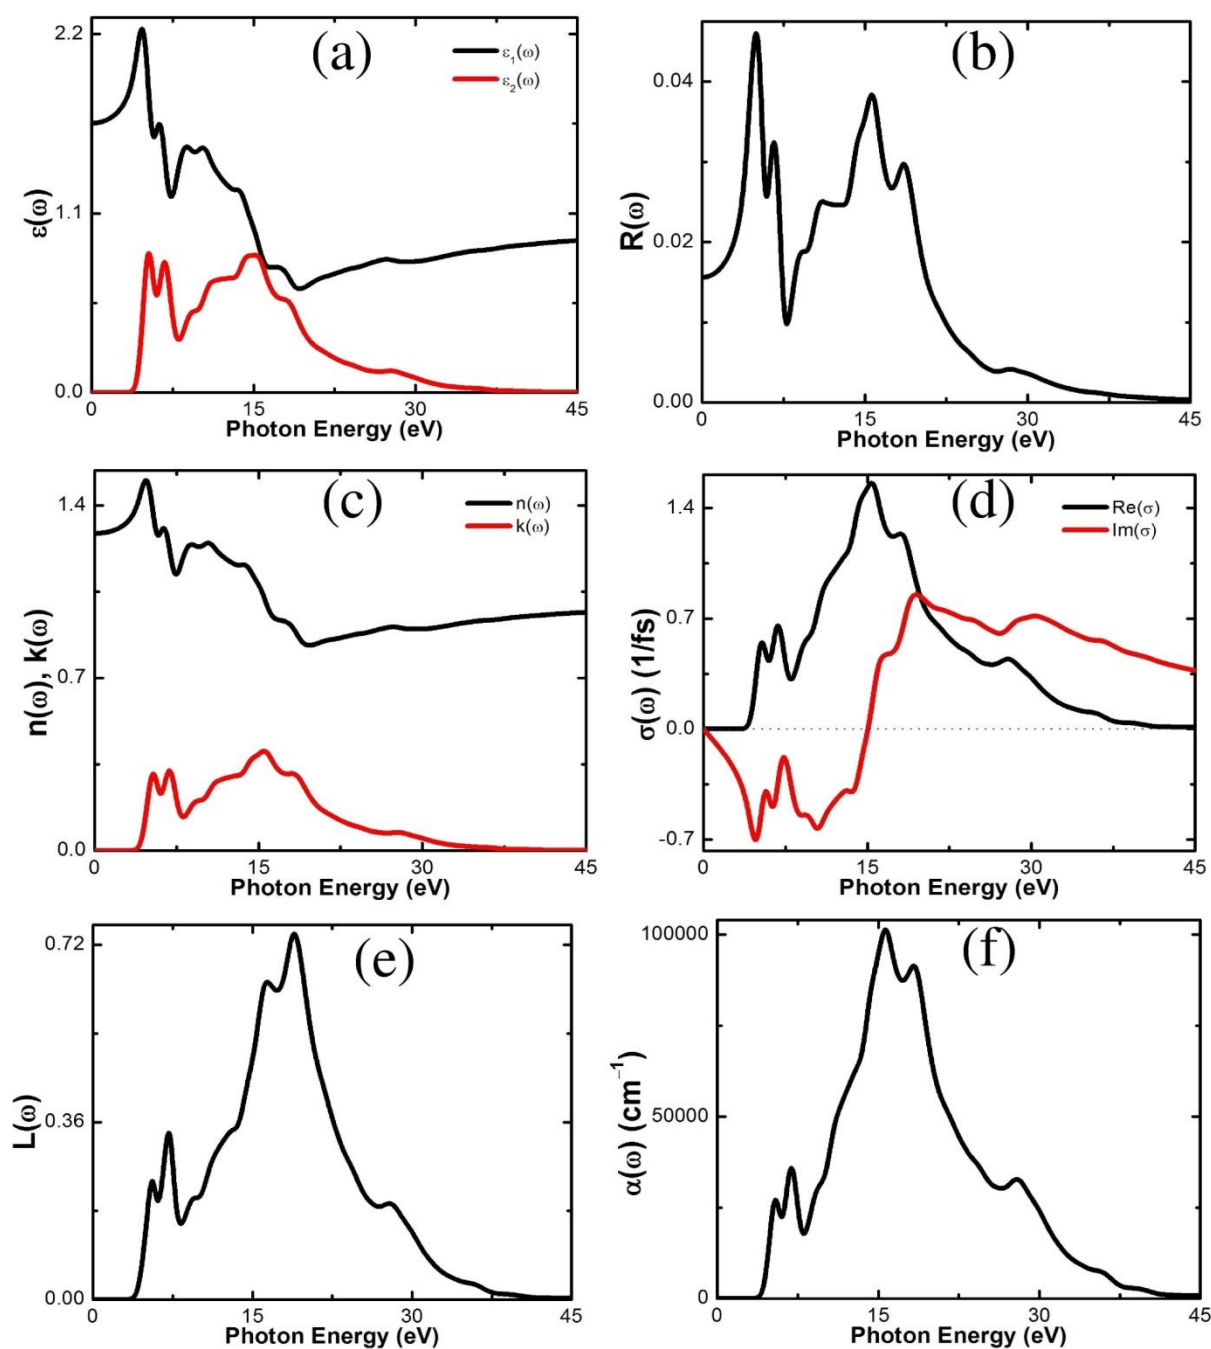 (a)
ε₁(ω)
ε₂(ω)
2.2
1.1
0.0
ε(ω)
0
15
30
45
Photon Energy (eV)
(b)
0.04
0.02
0.00
R(ω)
0
15
30
45
Photon Energy (eV)
(c)
n(ω)
k(ω)
1.4
0.7
0.0
n(ω), k(ω)
0
15
30
45
Photon Energy (eV)
(d)
Re(σ)
Im(σ)
1.4
0.7
0.0
-0.7
σ(ω) (1/fs)
0
15
30
45
Photon Energy (eV)
(e)
0.72
0.36
0.00
L(ω)
0
15
30
45
Photon Energy (eV)
(f)
100000
50000
0
α(ω) (cm⁻¹)
0
15
30
45
Photon Energy (eV)